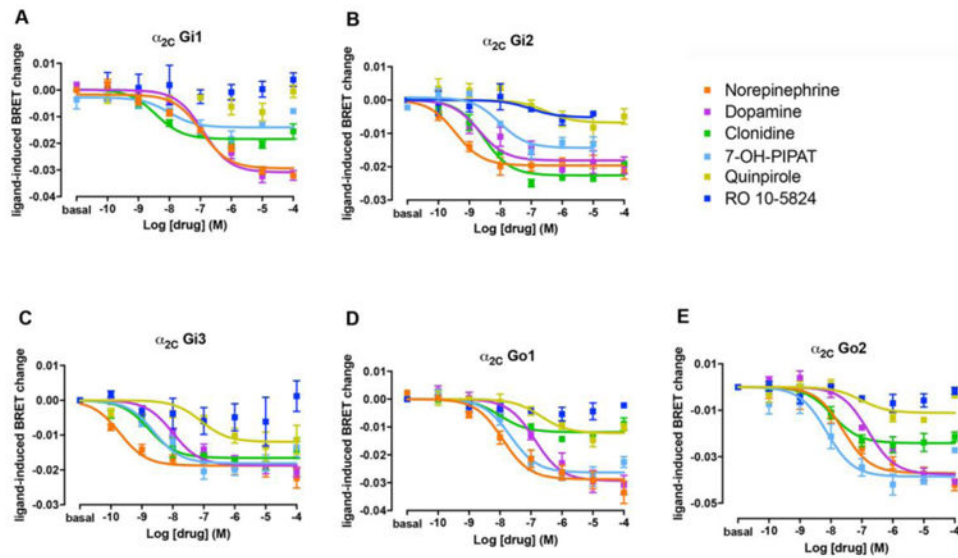 A
α2C Gi1
ligand-induced BRET change
0.01
0.00
-0.01
-0.02
-0.03
-0.04
basal -10 -9 -8 -7 -6 -5 -4
Log [drug] (M)
B
α2C Gi2
ligand-induced BRET change
0.01
0.00
-0.01
-0.02
-0.03
basal -10 -9 -8 -7 -6 -5 -4
Log [drug] (M)
Norepinephrine
Dopamine
Clonidine
7-OH-PIPAT
Quinpirole
RO 10-5824
C
α2C Gi3
ligand-induced BRET change
0.01
0.00
-0.01
-0.02
-0.03
basal -10 -9 -8 -7 -6 -5 -4
Log [drug] (M)
D
α2C Go1
ligand-induced BRET change
0.01
0.00
-0.01
-0.02
-0.03
-0.04
basal -10 -9 -8 -7 -6 -5 -4
Log [drug] (M)
E
α2C Go2
ligand-induced BRET change
0.01
-0.01
-0.03
-0.05
basal -10 -9 -8 -7 -6 -5 -4
Log [drug] (M)